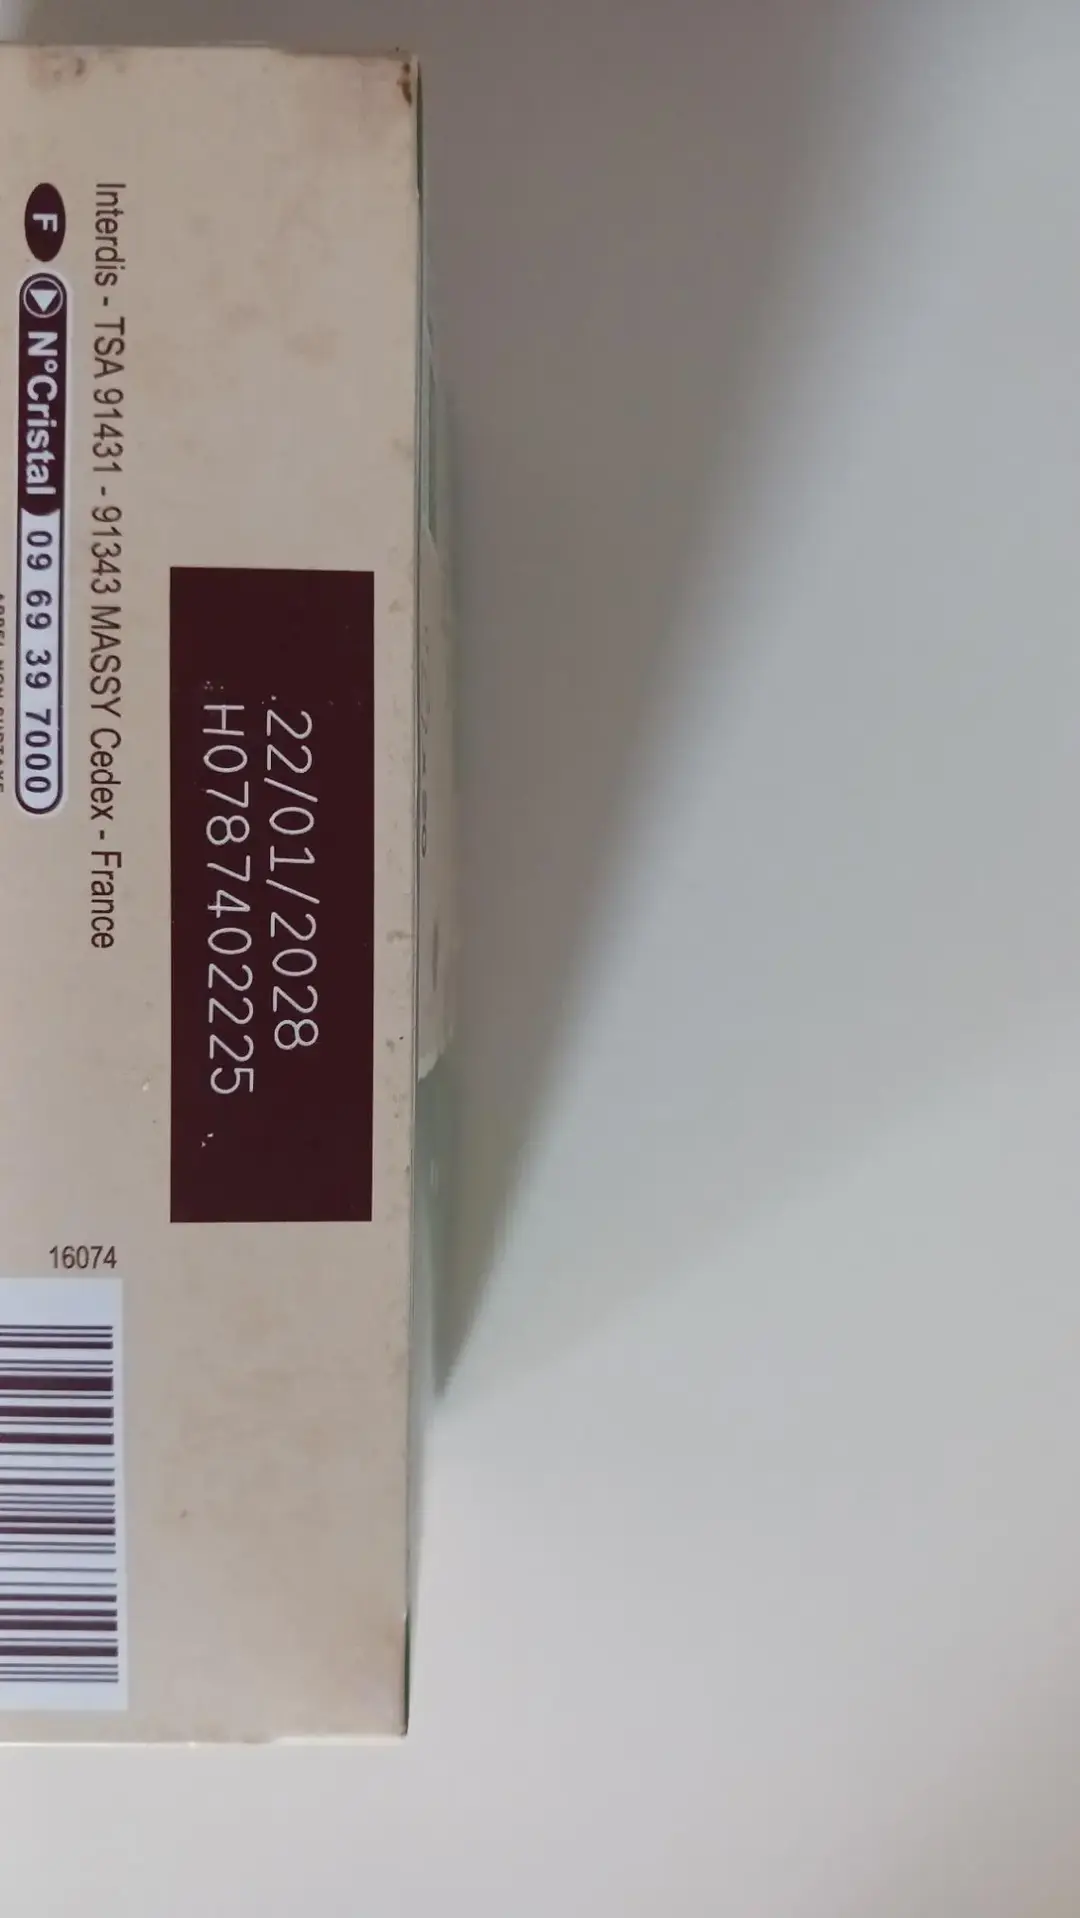 22/01/2028
H0787402225
Interdis - TSA 91431 - 91343 MASSY Cedex - France
F N°Cristal 09 69 39 7000
16074